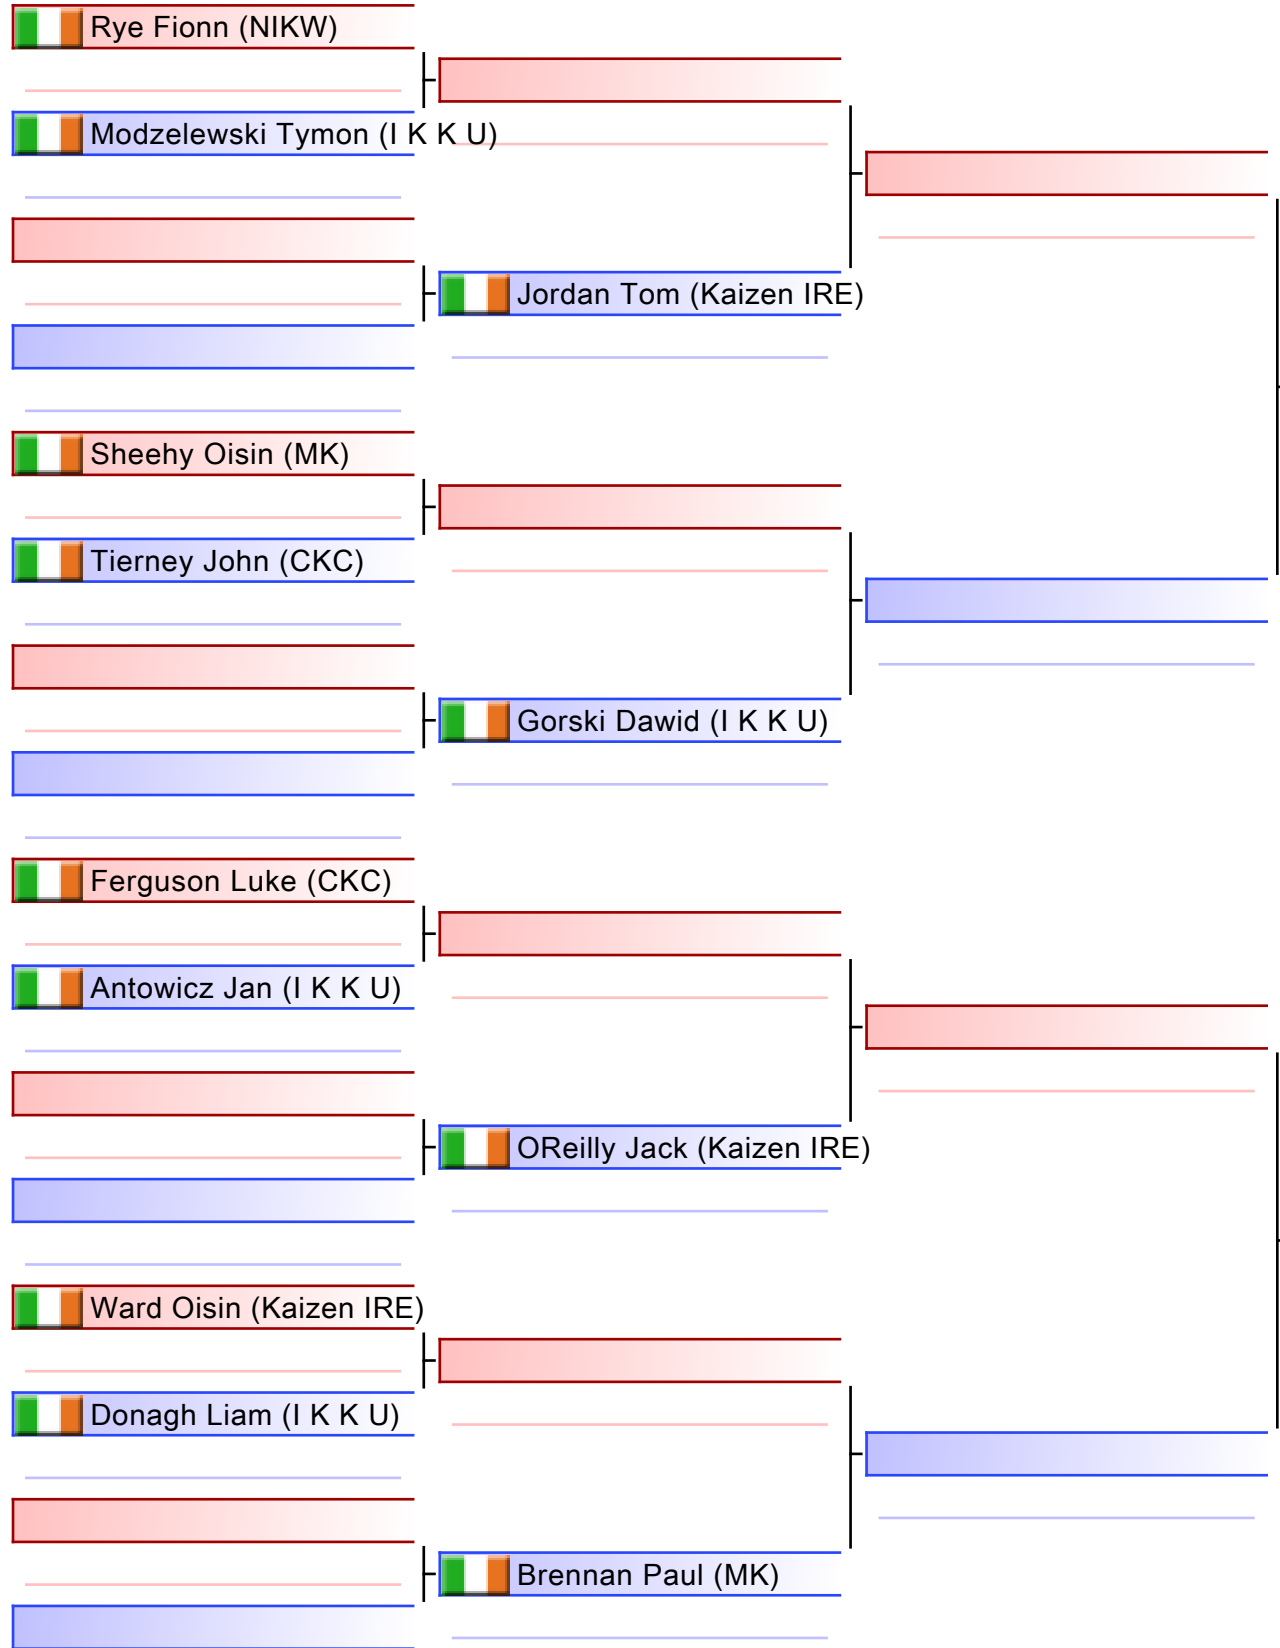 Rye Fionn (NIKW)
Modzelewski Tymon (I K K U)
Jordan Tom (Kaizen IRE)
Sheehy Oisin (MK)
Tierney John (CKC)
Gorski Dawid (I K K U)
Ferguson Luke (CKC)
Antowicz Jan (I K K U)
OReilly Jack (Kaizen IRE)
Ward Oisin (Kaizen IRE)
Donagh Liam (I K K U)
Brennan Paul (MK)